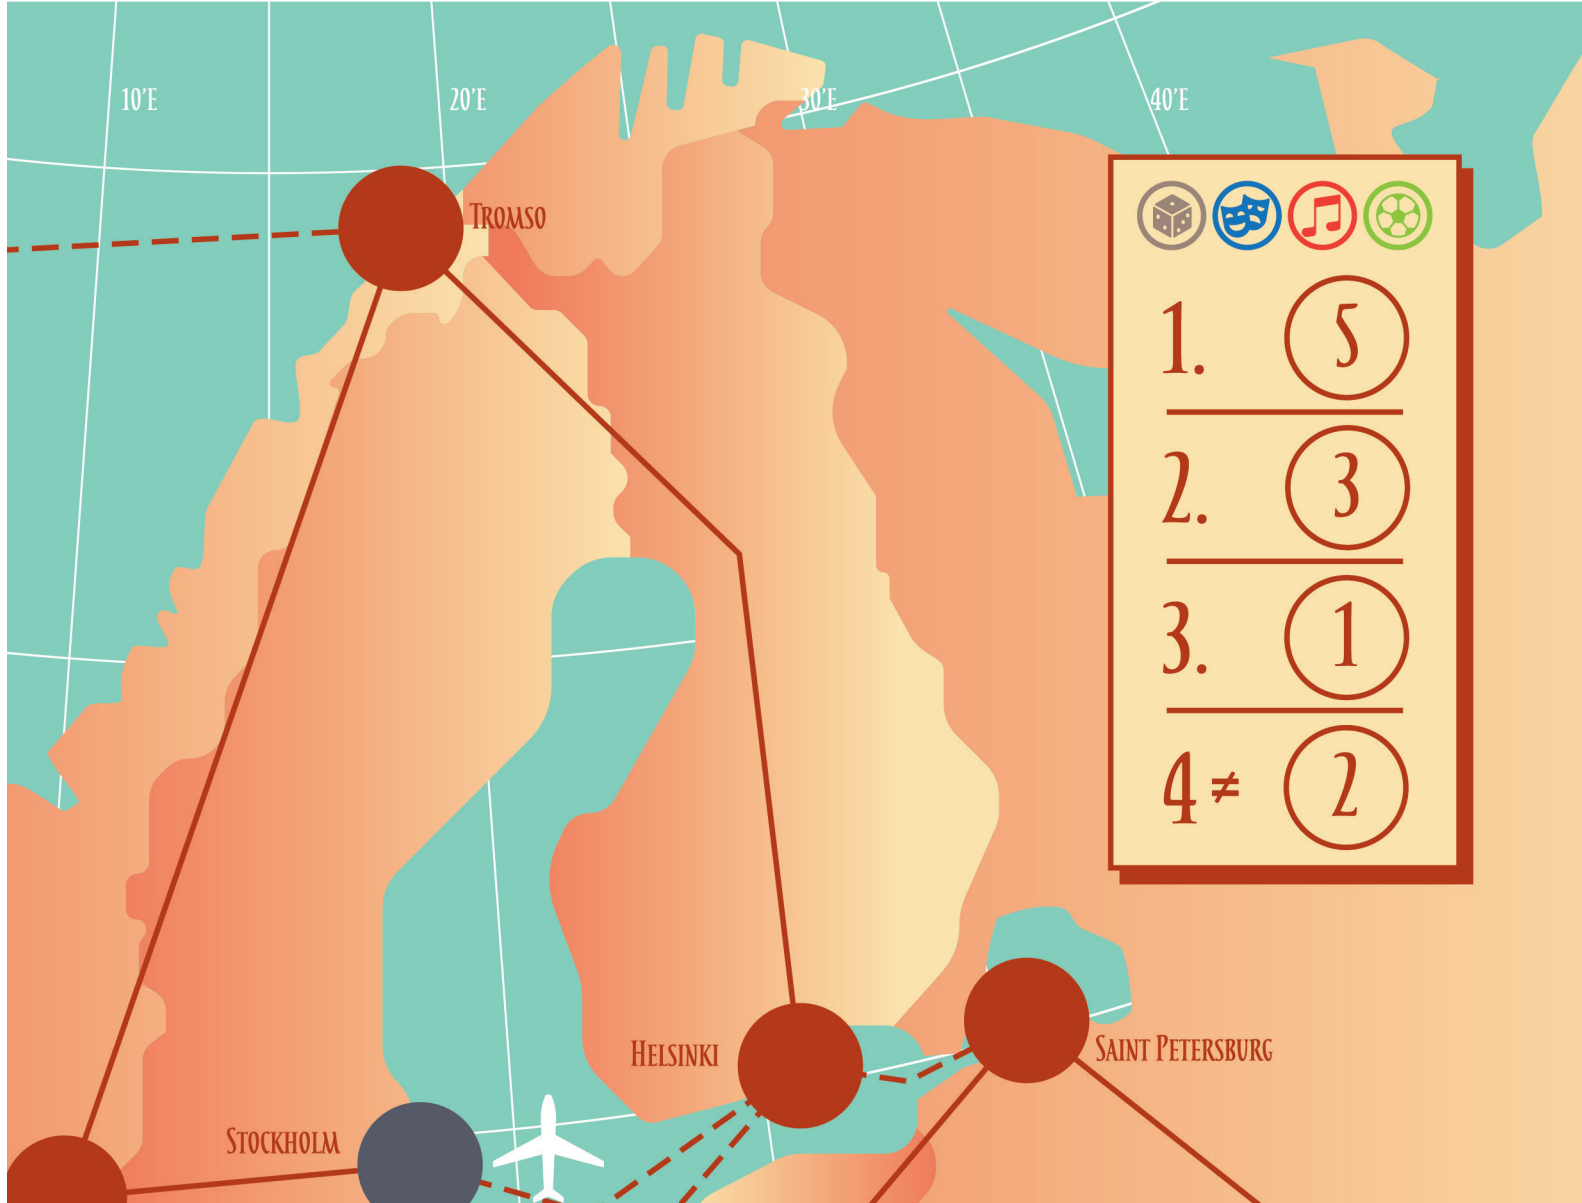 10'E
20'E
30'E
40'E
Tromso
1. 5
2. 3
3. 1
4≠ 2
Helsinki
Saint Petersburg
Stockholm